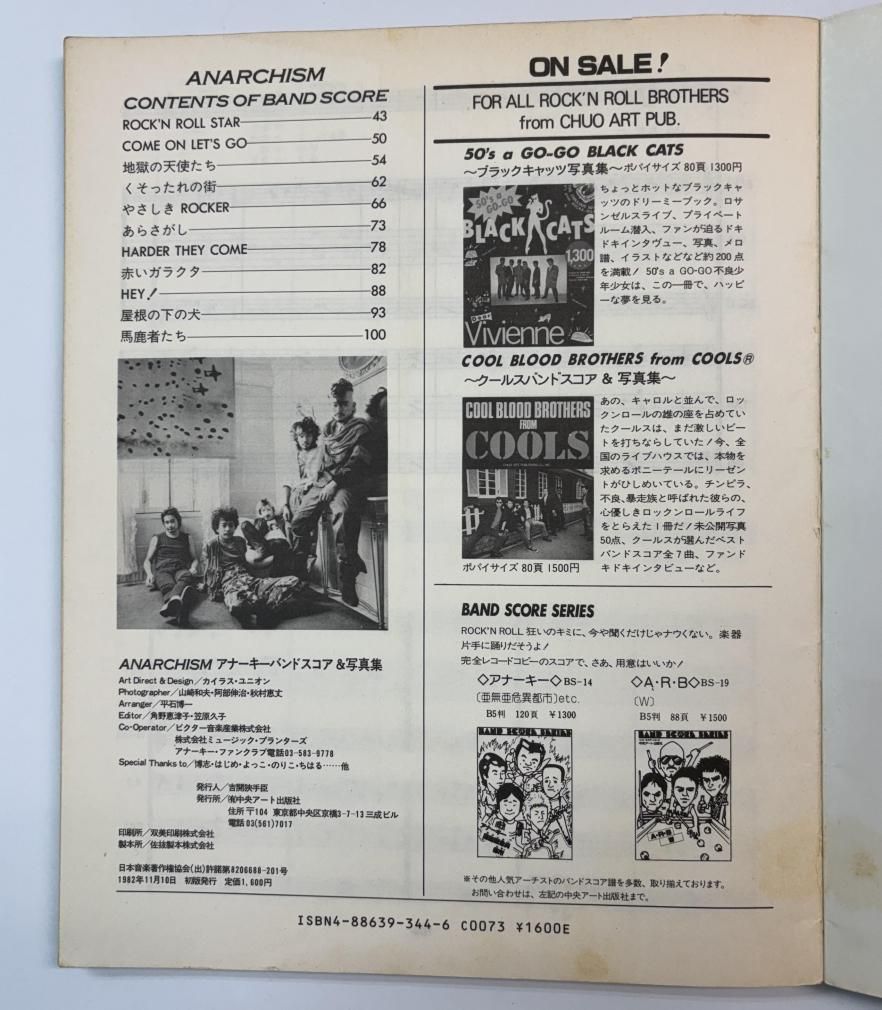 ANARCHISM
CONTENTS OF BAND SCORE
ROCK'N ROLL STAR 43
COME ON LET'S GO 50
地獄の天使たち 54
くそったれの街 62
やさしき ROCKER 66
あらさがし 73
HARDER THEY COME 78
赤いガラクタ 82
HEY! 88
屋根の下の犬 93
馬鹿者たち 100
ANARCHISM アナーキーバンドスコア&写真集
Art Direct & Design/カイラス・ユニオン
Photographer/山崎和夫・阿部伸治・秋村恵丈
Arranger/平石博一
Editor/角野恵津子・笠原久子
Co-Operator/ビクター音楽産業株式会社
株式会社ミュージック・プランターズ
アナーキー・ファンクラブ電話03-583-9778
Special Thanks to/博志・はじめ・よっこ・のりこ・ちはる……他
発行人/吉開狭手臣
発行所/㈲中央アート出版社
住所 〒104 東京都中央区京橋3-7-13三成ビル
電話 03(561)7017
印刷所/双美印刷株式会社
製本所/佐抜製本株式会社
日本音楽著作権協会(出)許諾第8206688-201号
1982年11月10日 初版発行 定価1,600円
ON SALE!
FOR ALL ROCK'N ROLL BROTHERS
from CHUO ART PUB.
50's a GO-GO BLACK CATS
〜ブラックキャッツ写真集〜ポパイサイズ 80頁 1300円
50's a GO-GO
BLACK CATS
1,300
Vivienne
ちょっとホットなブラックキャ
ッツのドリーミーブック。ロサ
ンゼルスライブ、プライベート
ルーム潜入、ファンが迫るドキ
ドキインタヴュー、写真、メロ
譜、イラストなどなど約200点
を満載! 50's a GO-GO不良少
年少女は、この一冊で、ハッピ
ーな夢を見る。
COOL BLOOD BROTHERS from COOLS®
〜クールスバンドスコア & 写真集〜
COOL BLOOD BROTHERS
FROM
COOLS
ポパイサイズ 80頁 1500円
あの、キャロルと並んで、ロッ
クンロールの雄の座を占めてい
たクールスは、まだ激しいビー
トを打ちならしていた!今、全
国のライブハウスでは、本物を
求めるポニーテールにリーゼン
トがひしめいている。チンピラ、
不良、暴走族と呼ばれた彼らの、
心優しきロックンロールライフ
をとらえた1冊だ!未公開写真
50点、クールスが選んだベスト
バンドスコア全7曲、ファンド
キドキインタビューなど。
BAND SCORE SERIES
ROCK'N ROLL 狂いのキミに、今や聞くだけじゃナウくない。楽器
片手に踊りだそうよ!
完全レコードコピーのスコアで、さあ、用意はいいか!
◇アナーキー◇BS-14
〔亜無亜危異都市〕etc.
B5判 120頁 ¥1300
◇A・R・B◇BS-19
〔W〕
B5判 88頁 ¥1500
BAND SCORE SERIES
BAND SCORE SERIES
A・R・B
※その他人気アーチストのバンドスコア譜を多数、取り揃えております。
お問い合わせは、左記の中央アート出版社まで。
ISBN4-88639-344-6 C0073 ¥1600E